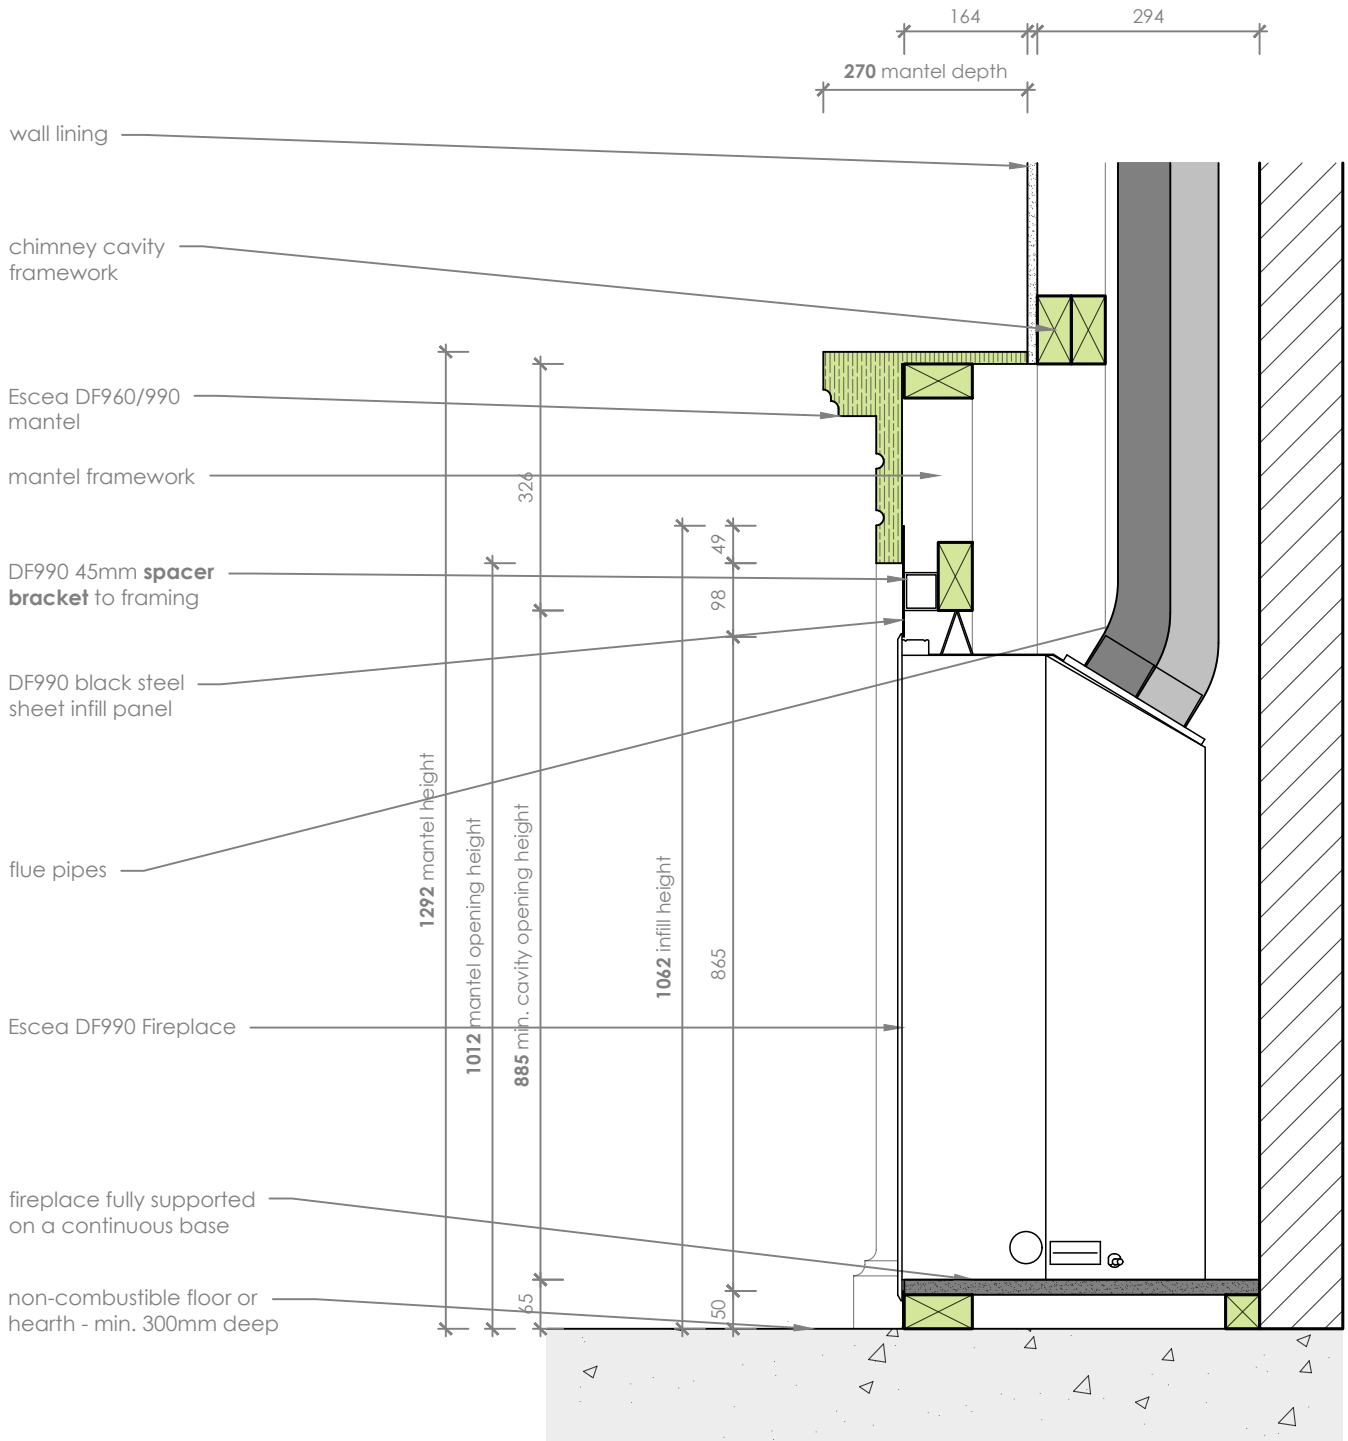 164
294
270 mantel depth
wall lining
chimney cavity
framework
Escea DF960/990
mantel
mantel framework
326
49
DF990 45mm spacer
bracket to framing
98
DF990 black steel
sheet infill panel
1292 mantel height
1012 mantel opening height
885 min. cavity opening height
1062 infill height
865
flue pipes
Escea DF990 Fireplace
fireplace fully supported
on a continuous base
non-combustible floor or
hearth - min. 300mm deep
65
50